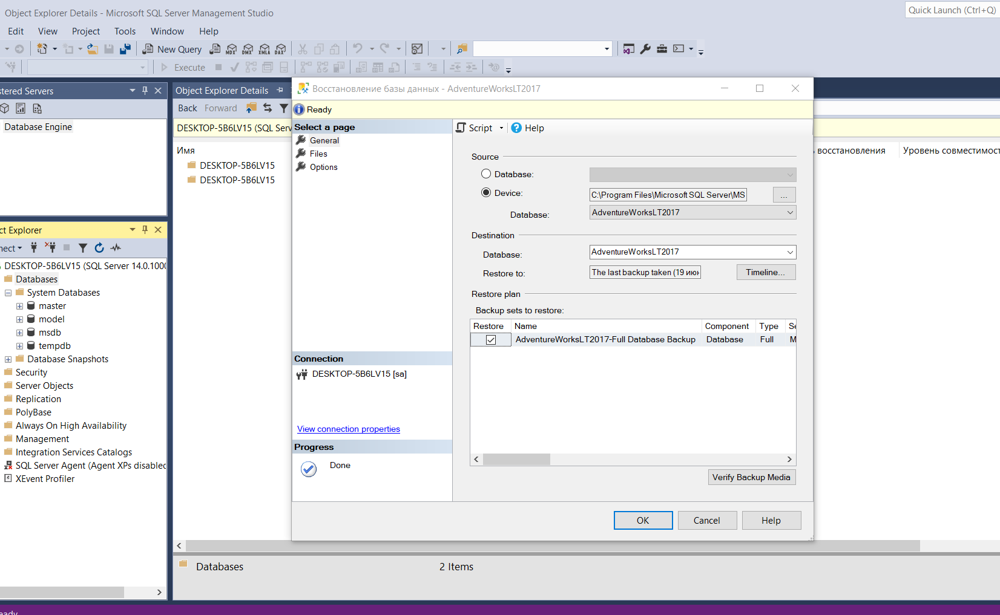 Object Explorer Details - Microsoft SQL Server Management Studio
Quick Launch (Ctrl+Q)
Edit View Project Tools Window Help
New Query MDX DMX XMLA DAX
Execute
stered Servers
Database Engine
ct Explorer
nect
DESKTOP-5B6LV15 (SQL Server 14.0.100
Databases
System Databases
master
model
msdb
tempdb
Database Snapshots
Security
Server Objects
Replication
PolyBase
Always On High Availability
Management
Integration Services Catalogs
SQL Server Agent (Agent XPs disabled
XEvent Profiler
Object Explorer Details
Back Forward
DESKTOP-5B6LV15 (SQL Serv
Имя
DESKTOP-5B6LV15
DESKTOP-5B6LV15
ь восстановления Уровень совместимост
Databases 2 Items
Восстановление базы данных - AdventureWorksLT2017
Ready
Select a page
General
Files
Options
Connection
DESKTOP-5B6LV15 [sa]
View connection properties
Progress
Done
Script Help
Source
Database:
Device: C:\Program Files\Microsoft SQL Server\MS ...
Database: AdventureWorksLT2017
Destination
Database: AdventureWorksLT2017
Restore to: The last backup taken (19 июн Timeline...
Restore plan
Backup sets to restore:
Restore Name Component Type Se
AdventureWorksLT2017-Full Database Backup Database Full M
Verify Backup Media
OK Cancel Help
eady